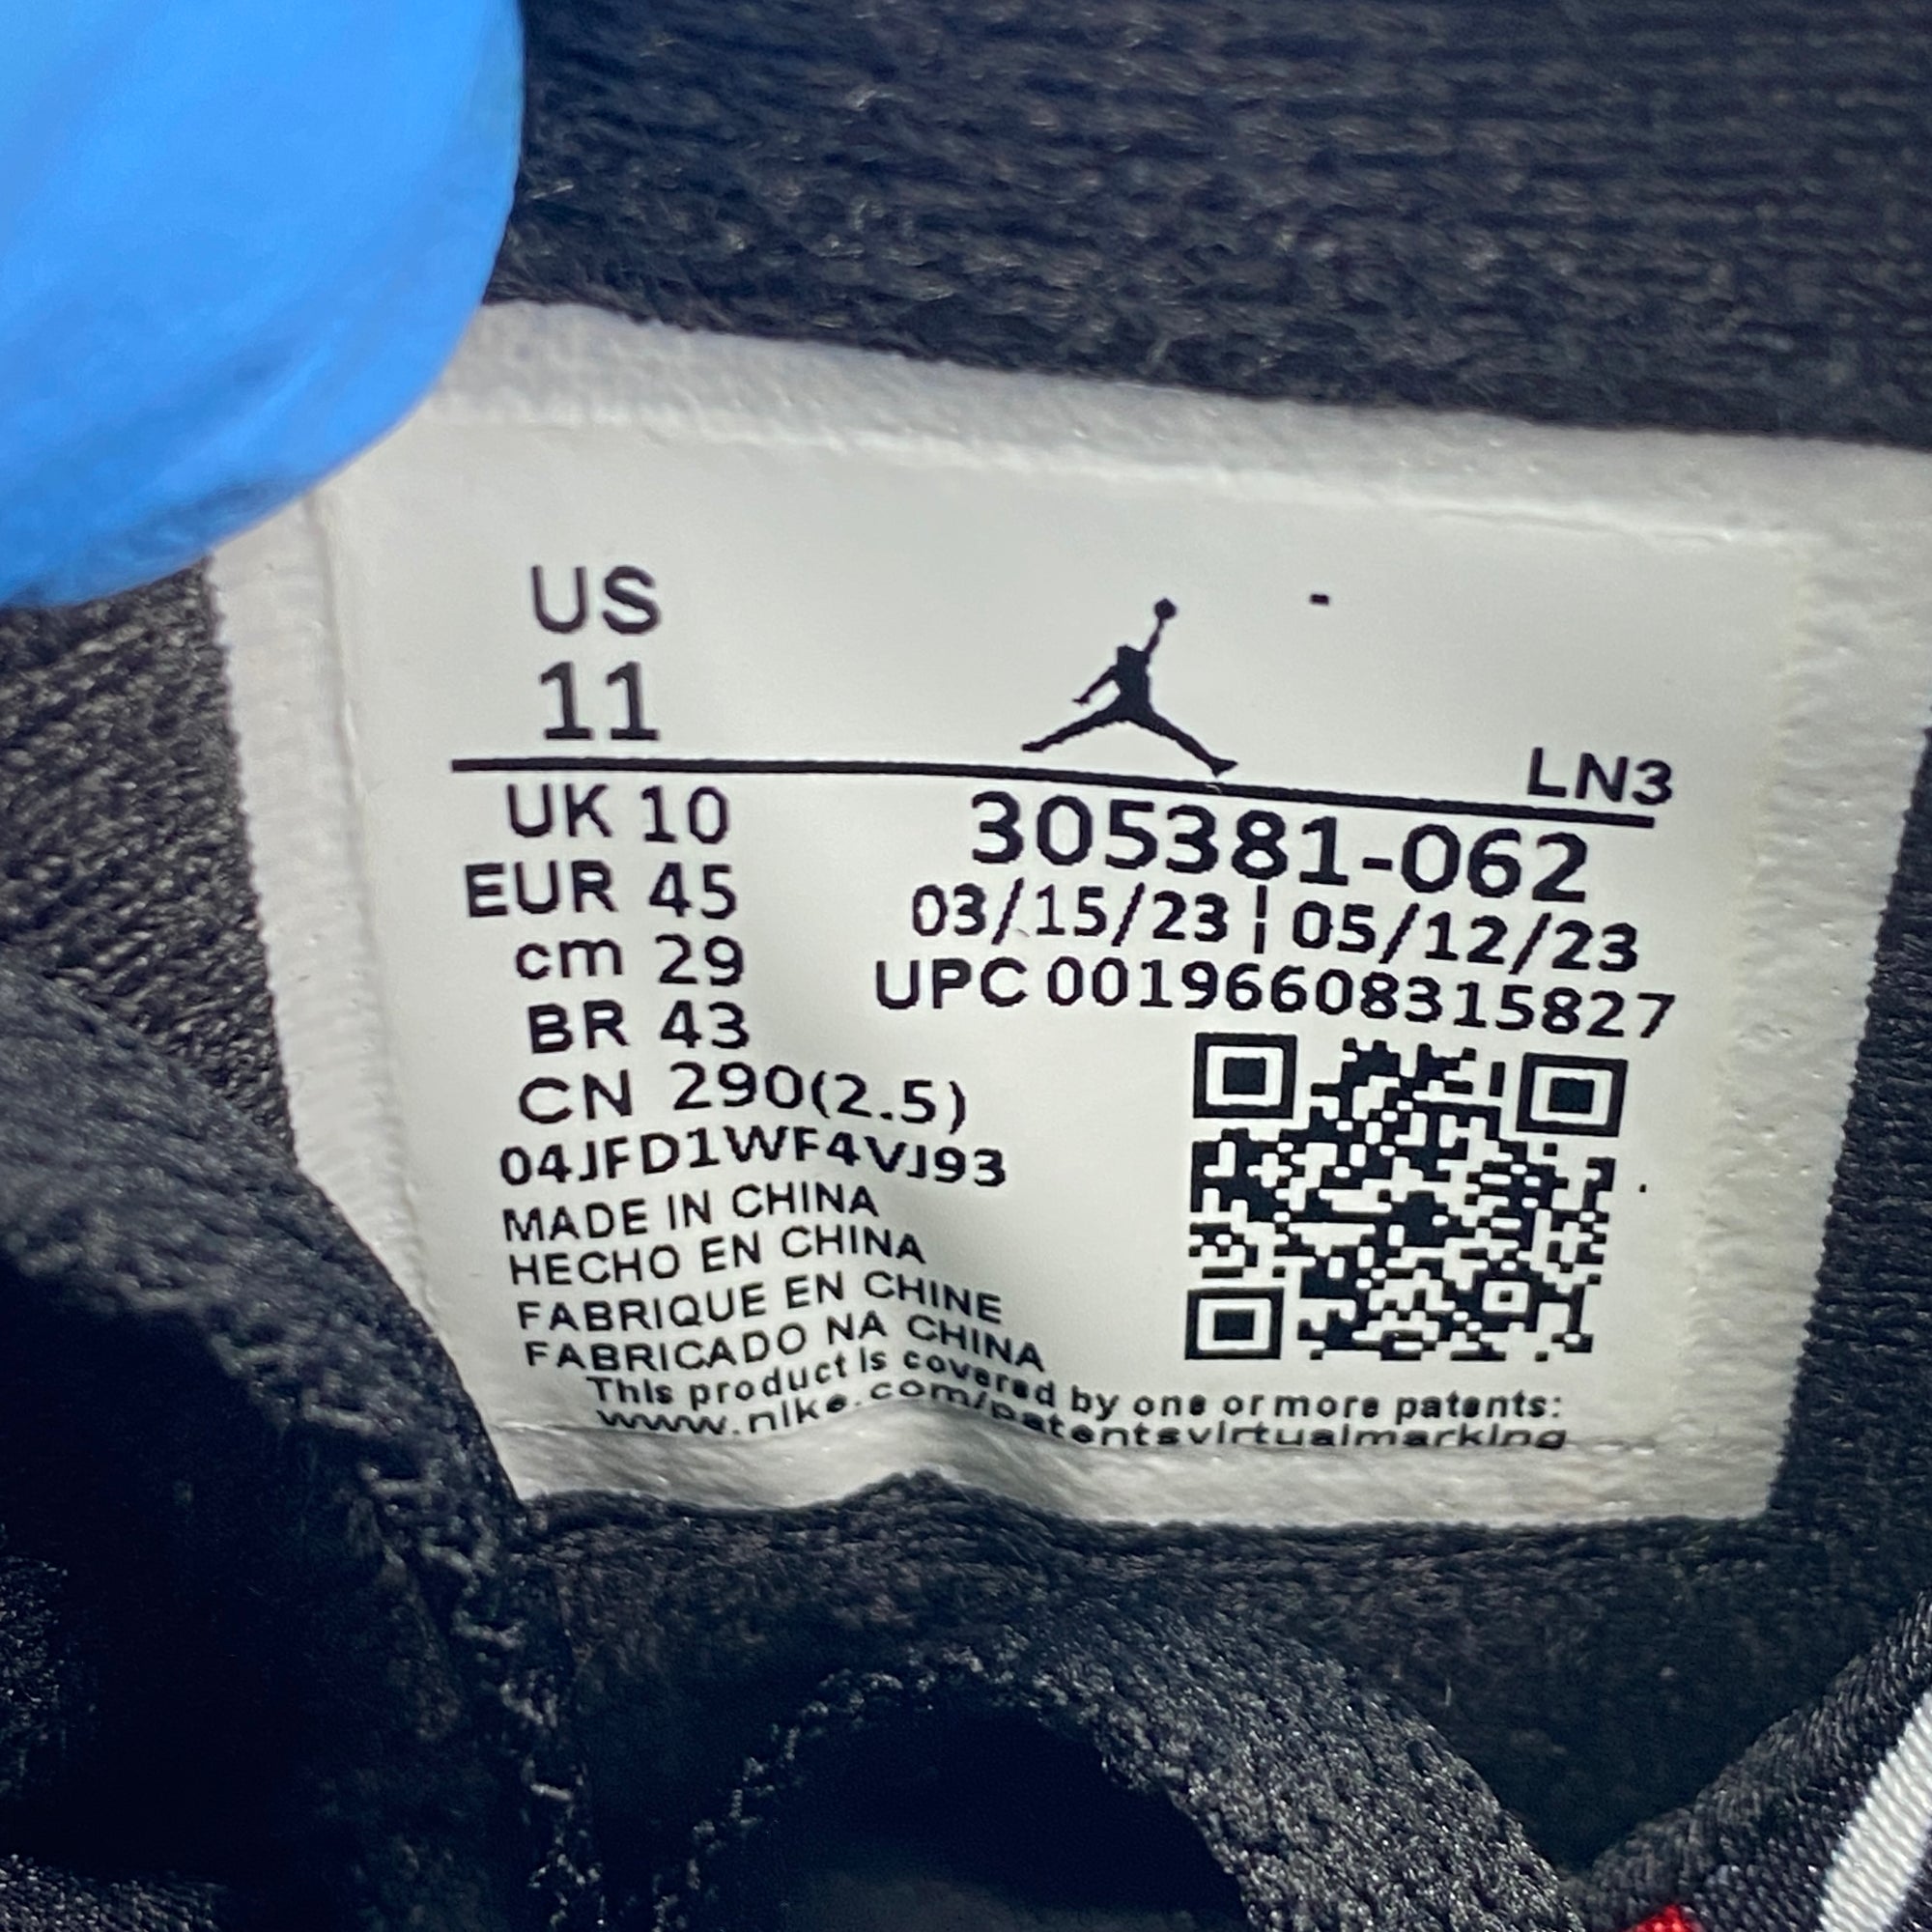 US
11
LN3
UK 10
EUR 45
cm 29
BR 43
CN 290(2.5)
305381-062
03/15/23 ¦ 05/12/23
UPC 00196608315827
04JFD1WF4VJ93
MADE IN CHINA
HECHO EN CHINA
FABRIQUE EN CHINE
FABRICADO NA CHINA
This product is covered by one or more patents:
www.nike.com/patentsvirtualmarking